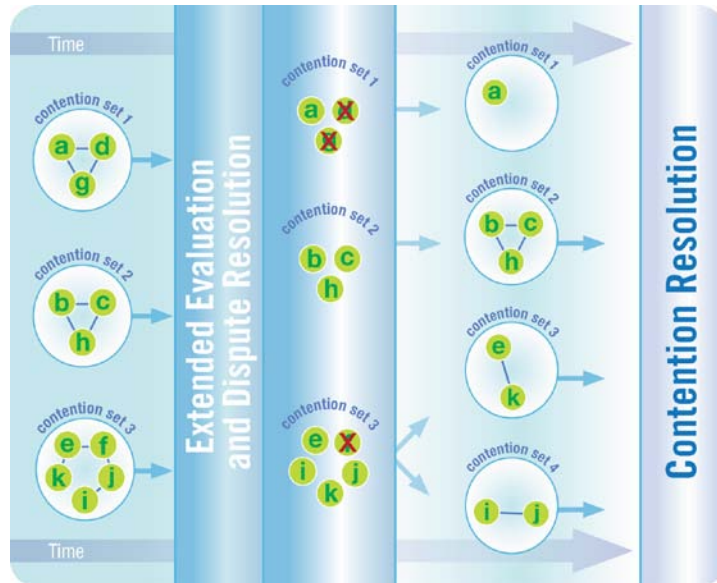 Time
contention set 1
a d
g
contention set 2
b c
h
contention set 3
e f
k j
i
Time
Extended Evaluation
and Dispute Resolution
contention set 1
a
contention set 2
b c
h
contention set 3
e
i j
k
contention set 1
a
contention set 2
b c
h
contention set 3
e
k
contention set 4
i j
Contention Resolution